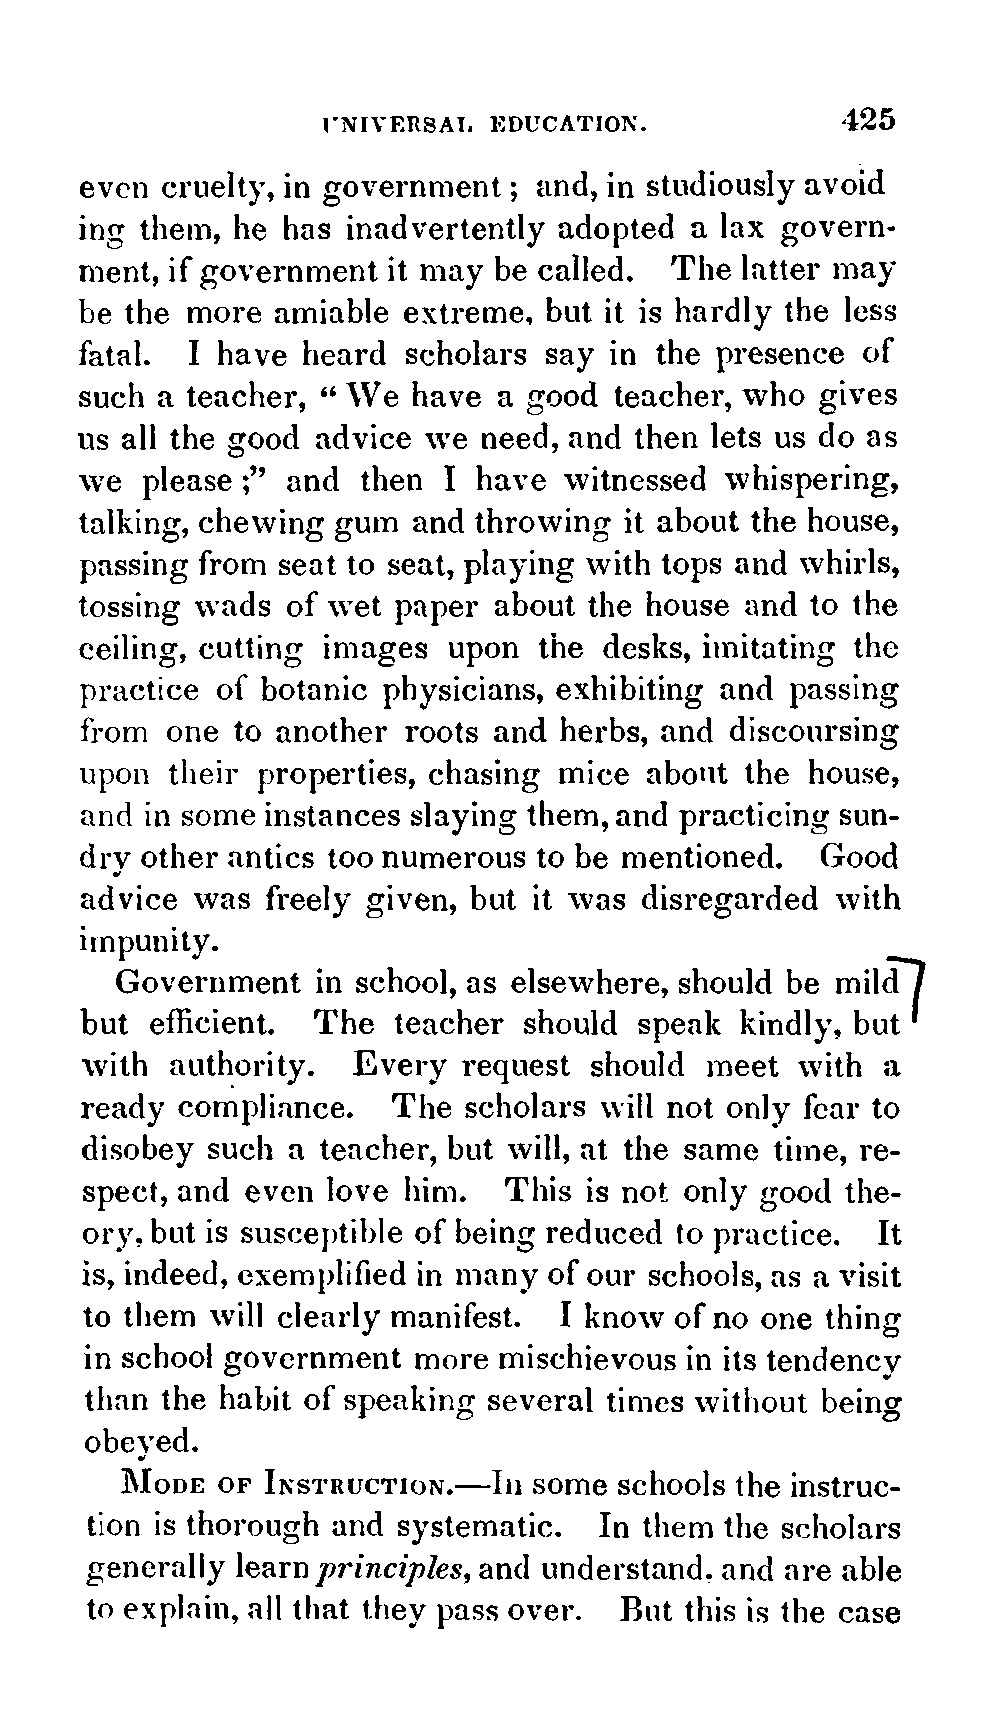 UNIVERSAL EDUCATION. 425
even cruelty, in government; and, in studiously avoid
ing them, he has inadvertently adopted a lax govern-
ment, if government it may be called. The latter may
be the more amiable extreme, but it is hardly the less
fatal. I have heard scholars say in the presence of
such a teacher, “We have a good teacher, who gives
us all the good advice we need, and then lets us do as
we please;” and then I have witnessed whispering,
talking, chewing gum and throwing it about the house,
passing from seat to seat, playing with tops and whirls,
tossing wads of wet paper about the house and to the
ceiling, cutting images upon the desks, imitating the
practice of botanic physicians, exhibiting and passing
from one to another roots and herbs, and discoursing
upon their properties, chasing mice about the house,
and in some instances slaying them, and practicing sun-
dry other antics too numerous to be mentioned. Good
advice was freely given, but it was disregarded with
impunity.
Government in school, as elsewhere, should be mild
but efficient. The teacher should speak kindly, but
with authority. Every request should meet with a
ready compliance. The scholars will not only fear to
disobey such a teacher, but will, at the same time, re-
spect, and even love him. This is not only good the-
ory, but is susceptible of being reduced to practice. It
is, indeed, exemplified in many of our schools, as a visit
to them will clearly manifest. I know of no one thing
in school government more mischievous in its tendency
than the habit of speaking several times without being
obeyed.
MODE OF INSTRUCTION.—In some schools the instruc-
tion is thorough and systematic. In them the scholars
generally learn principles, and understand, and are able
to explain, all that they pass over. But this is the case